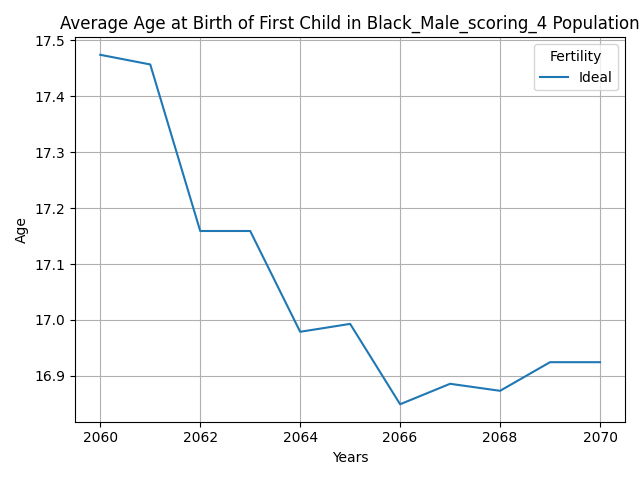 Average Age at Birth of First Child in Black_Male_scoring_4 Population
17.5
17.4
17.3
17.2
17.1
17.0
16.9
Age
Fertility
Ideal
2060
2062
2064
2066
2068
2070
Years